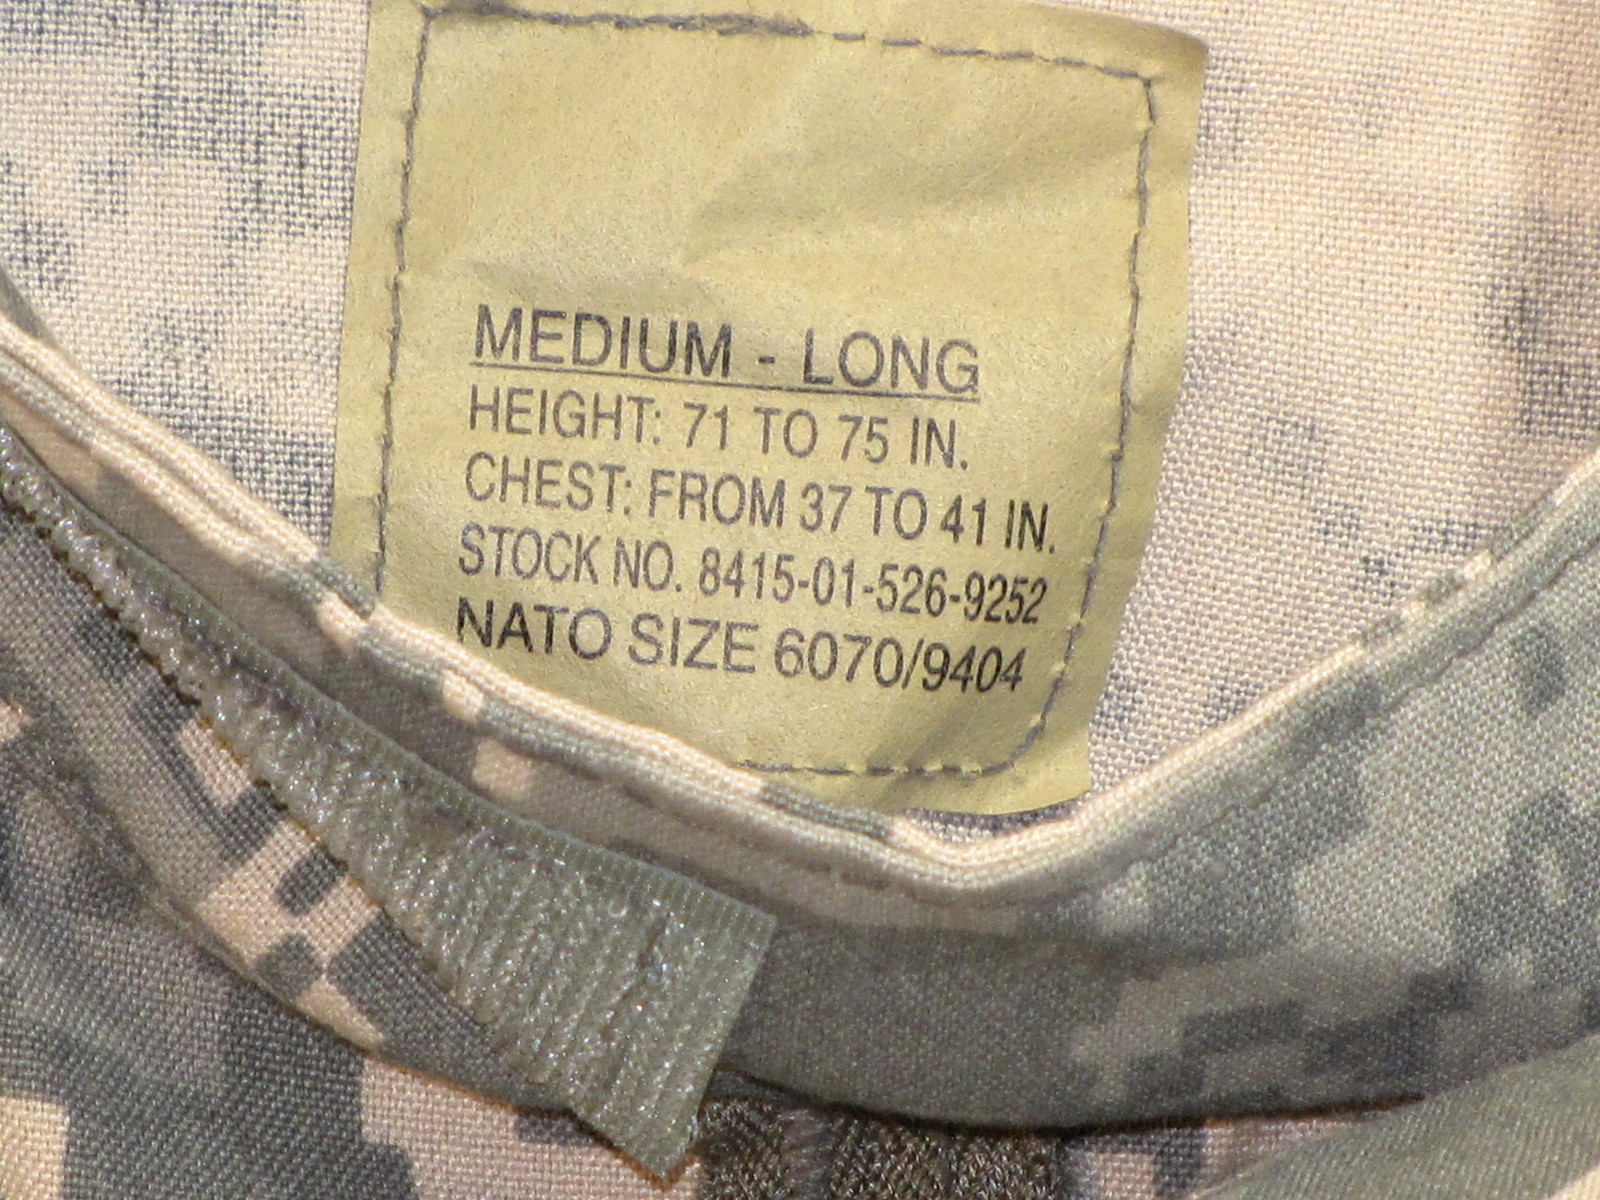 MEDIUM - LONG
HEIGHT: 71 TO 75 IN.
CHEST: FROM 37 TO 41 IN.
STOCK NO. 8415-01-526-9252
NATO SIZE 6070/9404